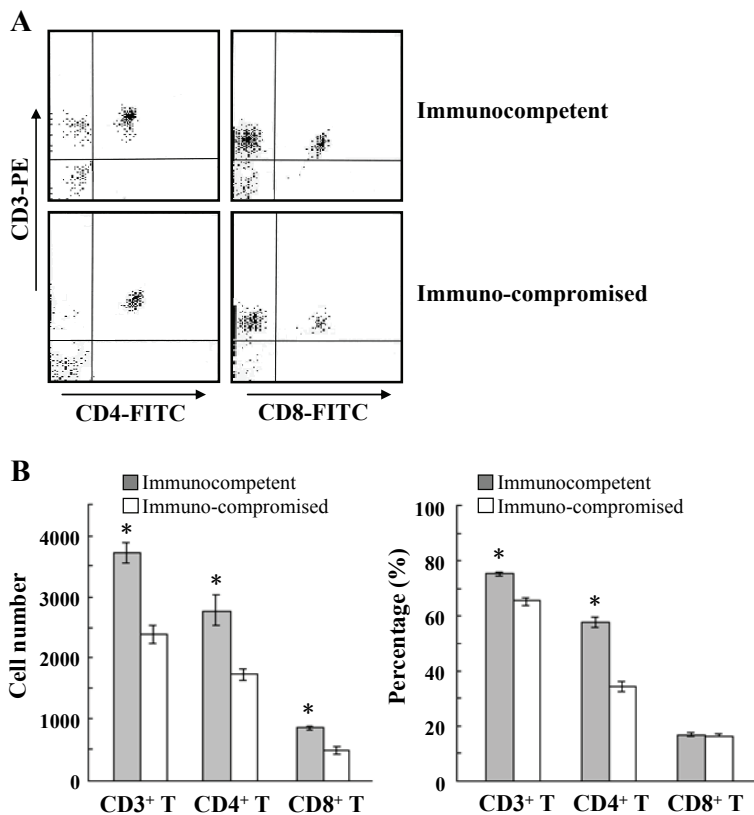 A
Immunocompetent
CD3-PE
Immuno-compromised
CD4-FITC
CD8-FITC
B
Immunocompetent
Immuno-compromised
4000
3000
2000
1000
0
Cell number
*
*
*
CD3⁺ T
CD4⁺ T
CD8⁺ T
Immunocompetent
Immuno-compromised
100
80
60
40
20
0
Percentage (%)
*
*
CD3⁺ T
CD4⁺ T
CD8⁺ T